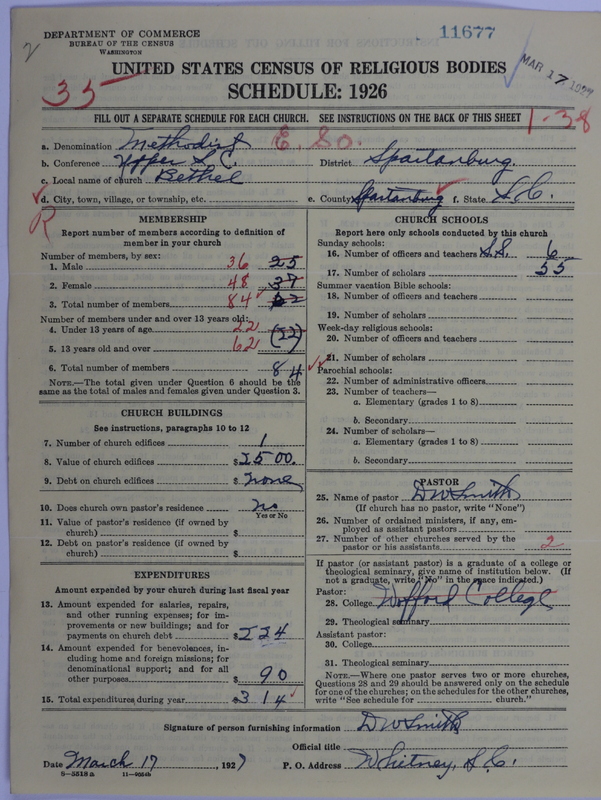 DEPARTMENT OF COMMERCE
BUREAU OF THE CENSUS
WASHINGTON
11677
2
MAR 17 1927
UNITED STATES CENSUS OF RELIGIOUS BODIES
35
SCHEDULE: 1926
FILL OUT A SEPARATE SCHEDULE FOR EACH CHURCH. SEE INSTRUCTIONS ON THE BACK OF THIS SHEET
1-38
a. Denomination Methodist E. So.
b. Conference Upper S.C. District Spartanburg
c. Local name of church Bethel
d. City, town, village, or township, etc. e. County Spartanburg f. State S.C.
R
MEMBERSHIP
Report number of members according to definition of member in your church
Number of members, by sex:
1. Male 36 25
2. Female 48 37
3. Total number of members 84 62
Number of members under and over 13 years old:
4. Under 13 years of age 22
5. 13 years old and over 62 (22)
6. Total number of members 84
NOTE.—The total given under Question 6 should be the same as the total of males and females given under Question 3.
CHURCH BUILDINGS
See instructions, paragraphs 10 to 12
7. Number of church edifices 1
8. Value of church edifices $2500.
9. Debt on church edifices $ none
10. Does church own pastor's residence no
Yes or No
11. Value of pastor's residence (if owned by church) $
12. Debt on pastor's residence (if owned by church) $
EXPENDITURES
Amount expended by your church during last fiscal year
13. Amount expended for salaries, repairs, and other running expenses; for improvements or new buildings; and for payments on church debt $224
14. Amount expended for benevolences, including home and foreign missions; for denominational support; and for all other purposes $ 90
15. Total expenditures during year $314
CHURCH SCHOOLS
Report here only schools conducted by this church
Sunday schools:
16. Number of officers and teachers S.S. 6
17. Number of scholars 55
Summer vacation Bible schools:
18. Number of officers and teachers
19. Number of scholars
Week-day religious schools:
20. Number of officers and teachers
21. Number of scholars
Parochial schools:
22. Number of administrative officers
23. Number of teachers—
a. Elementary (grades 1 to 8)
b. Secondary
24. Number of scholars—
a. Elementary (grades 1 to 8)
b. Secondary
PASTOR
25. Name of pastor D W Smith
(If church has no pastor, write "None")
26. Number of ordained ministers, if any, employed as assistant pastors
27. Number of other churches served by the pastor or his assistants 2
If pastor (or assistant pastor) is a graduate of a college or theological seminary, give name of institution below. (If not a graduate, write "No" in the space indicated.)
Pastor:
28. College Wofford College
29. Theological seminary
Assistant pastor:
30. College
31. Theological seminary
NOTE.—Where one pastor serves two or more churches, Questions 28 and 29 should be answered only on the schedule for one of the churches; on the schedules for the other churches, write "See schedule for church."
Signature of person furnishing information D W Smith
Official title
Date March 17, 1927 P. O. Address Whitney, S.C.
8—5518 a 11—9054b